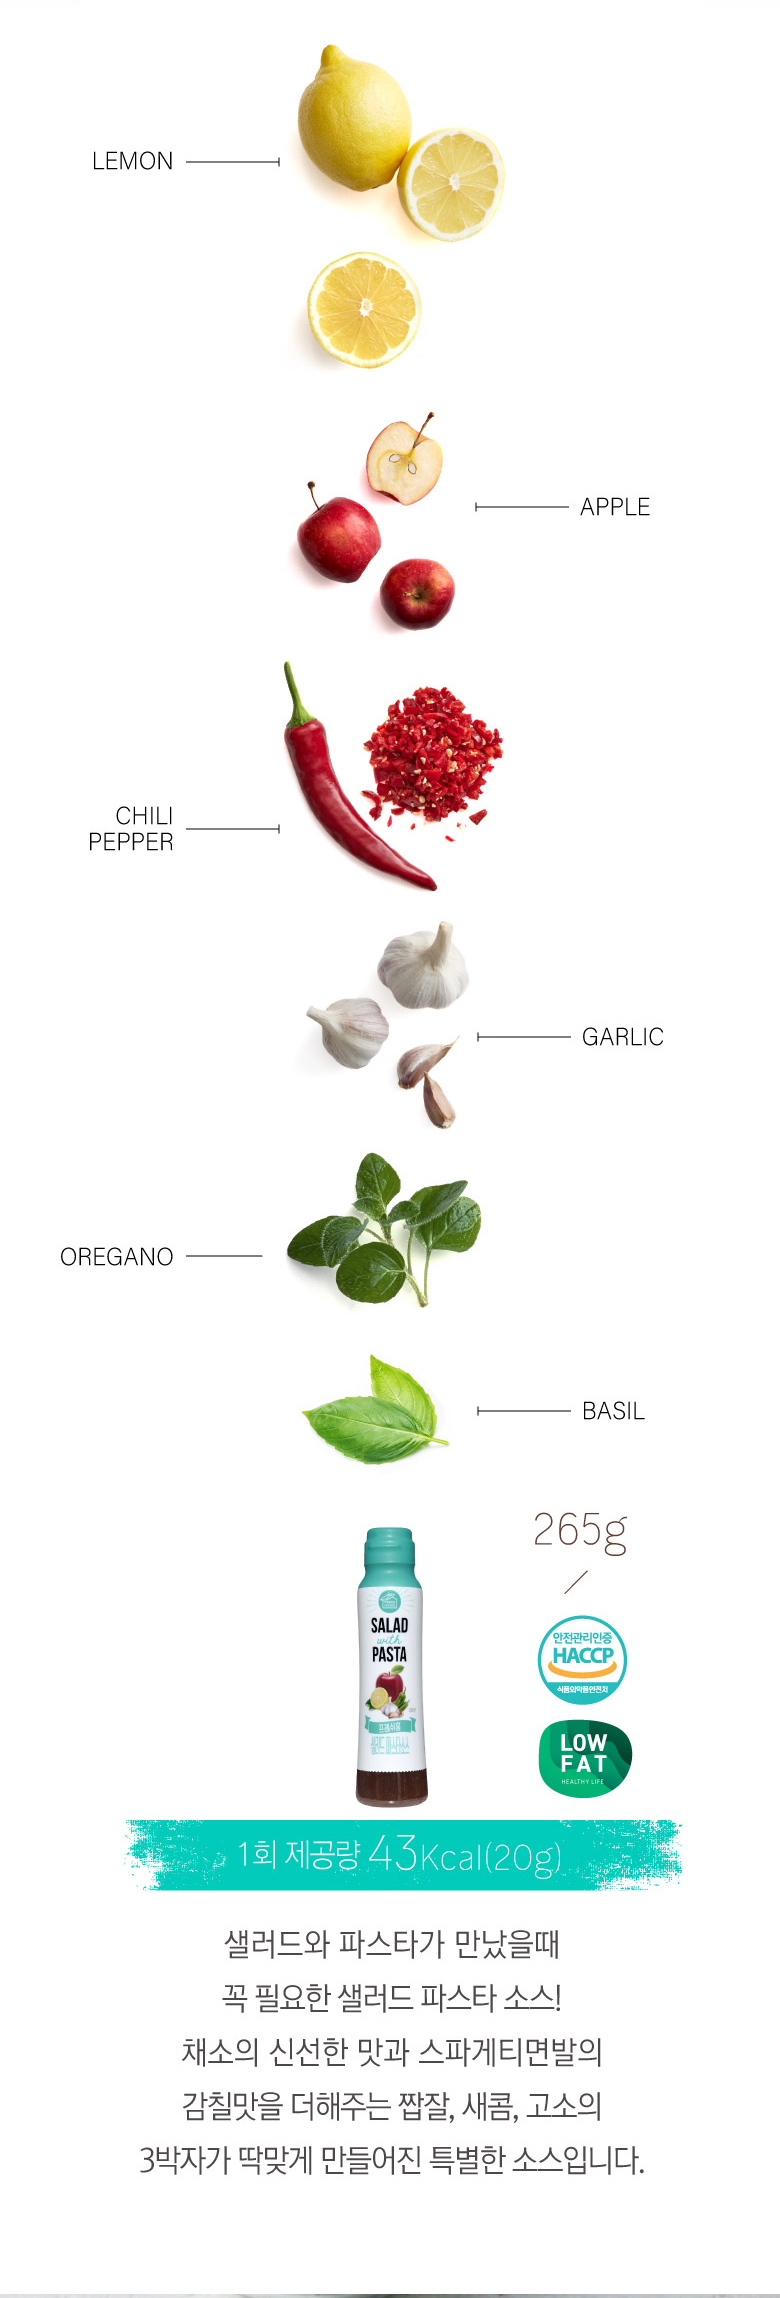 LEMON
APPLE
CHILI
PEPPER
GARLIC
OREGANO
BASIL
265g
SALAD
with
PASTA
프레쉬몰
샐러드파스타소스
안전관리인증
HACCP
식품의약품안전처
LOW
FAT
HEALTHY LIFE
1회 제공량 43Kcal(20g)
샐러드와 파스타가 만났을때
꼭 필요한 샐러드 파스타 소스!
채소의 신선한 맛과 스파게티면발의
감칠맛을 더해주는 짭잘, 새콤, 고소의
3박자가 딱맞게 만들어진 특별한 소스입니다.